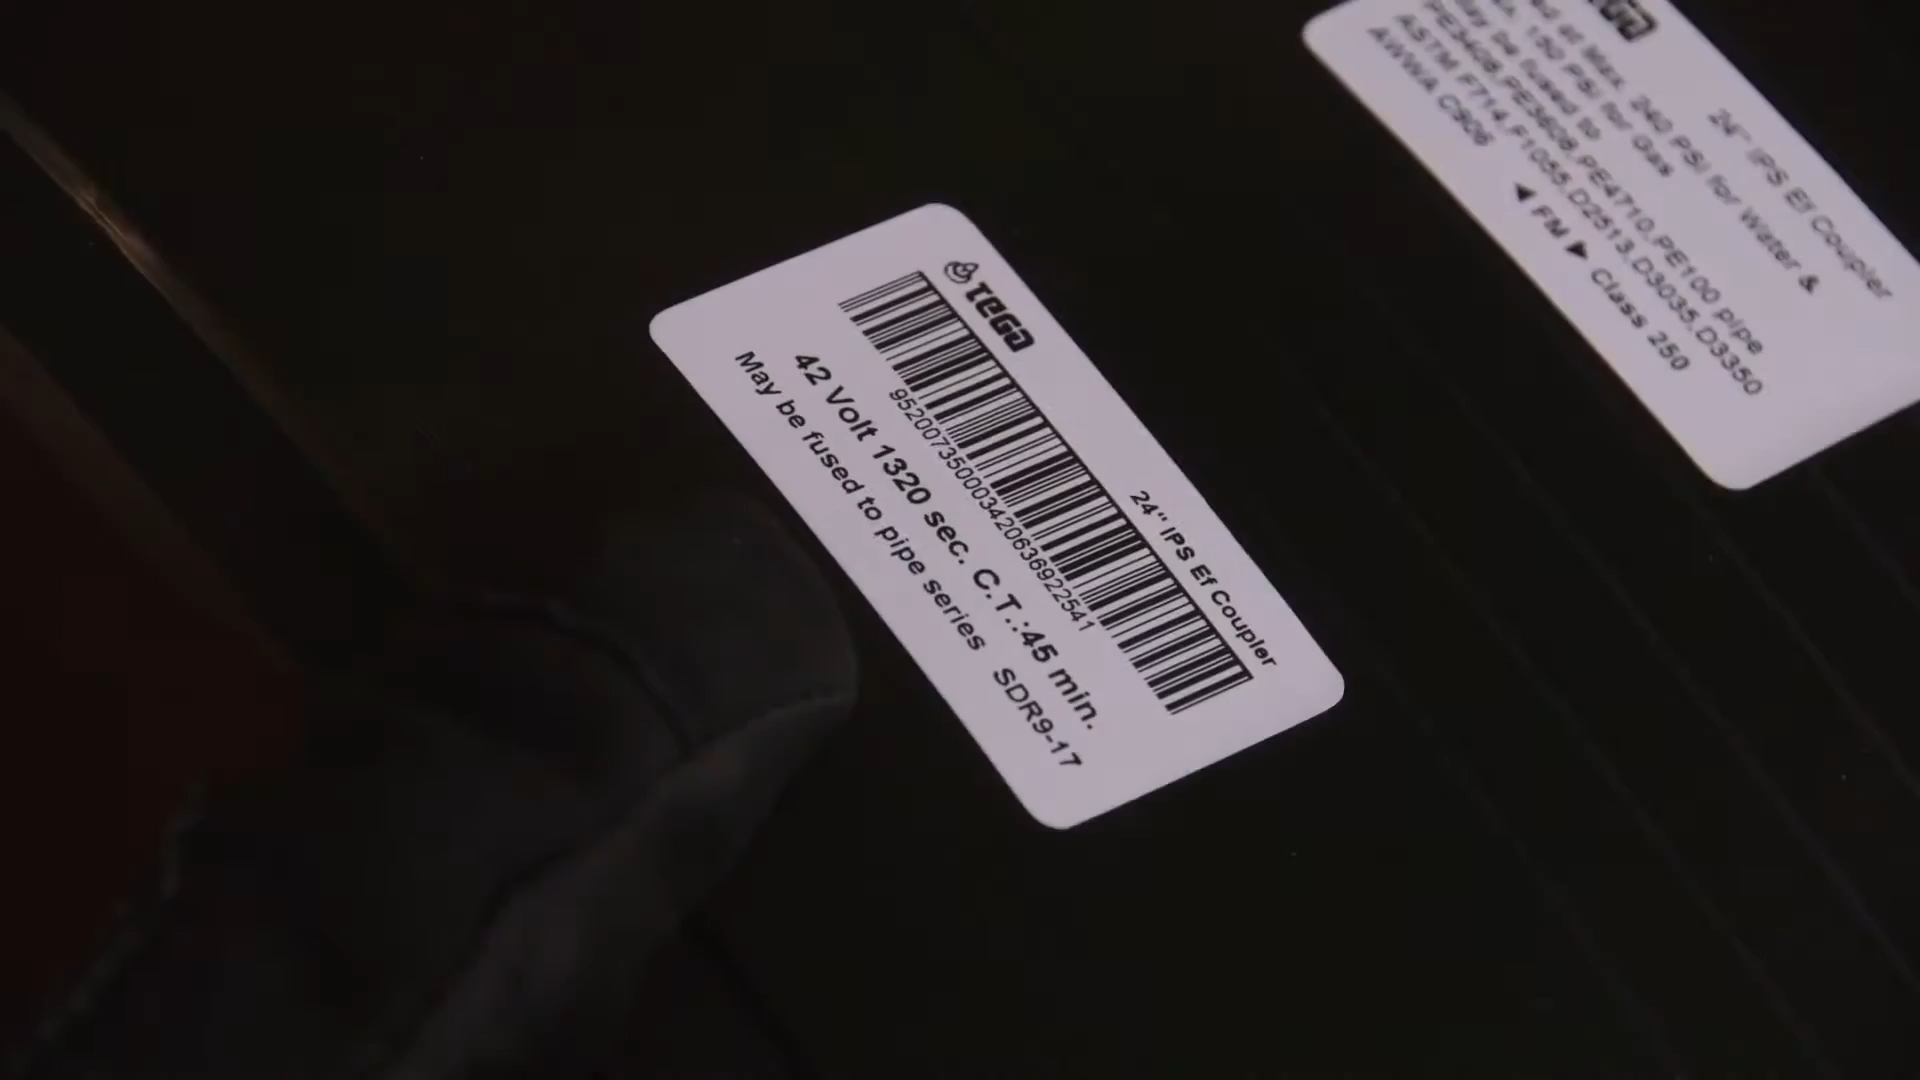 TEGA
24'' IPS Ef Coupler
952007350003420636922541
42 Volt 1320 sec. C.T.:45 min.
May be fused to pipe series SDR9-17
24'' IPS Ef Coupler
at Max. 240 PSI for Water &
150 PSI for Gas
be fused to
PE3408,PE3608,PE4710,PE100 pipe
ASTM F714,F1055,D2513,D3035,D3350
AWWA C906
◀ FM ▶ Class 250